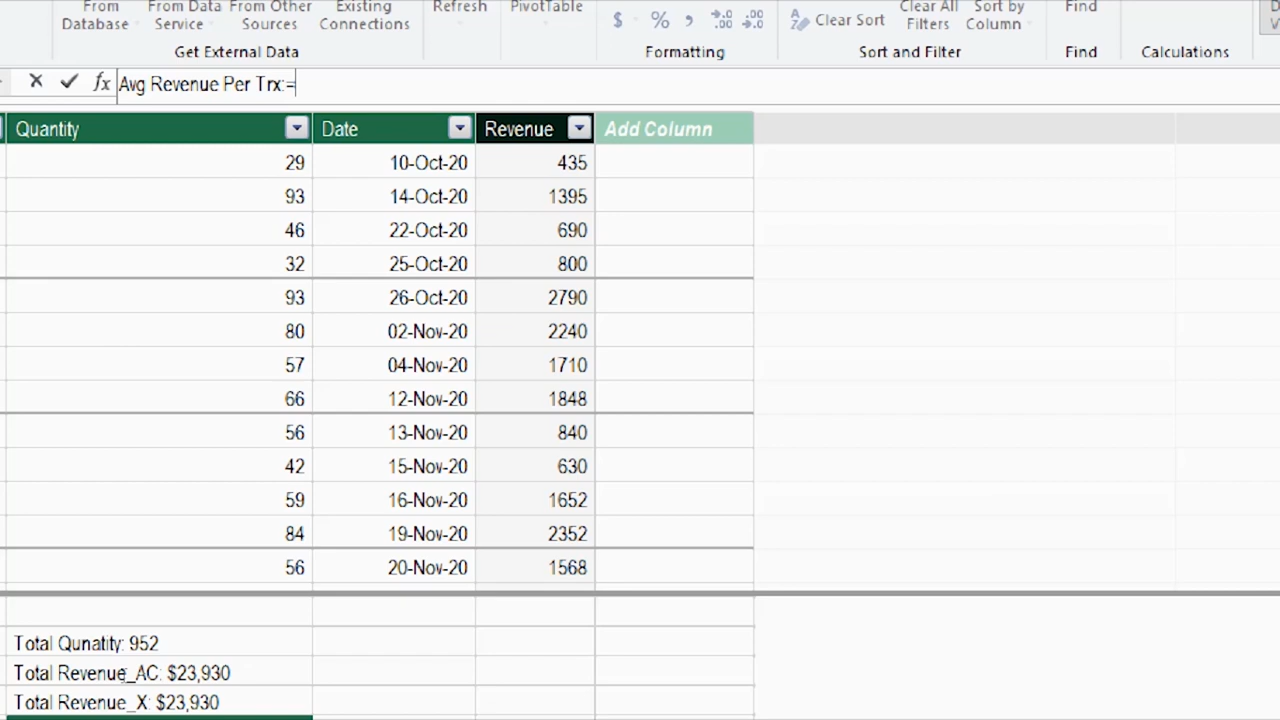 From From Data From Other Existing Refresh PivotTable Clear All Sort by Find
Database Service Sources Connections $ % , .00 .00 Clear Sort Filters Column
Get External Data Formatting Sort and Filter Find Calculations
fx Avg Revenue Per Trx:=
Quantity Date Revenue Add Column
29 10-Oct-20 435
93 14-Oct-20 1395
46 22-Oct-20 690
32 25-Oct-20 800
93 26-Oct-20 2790
80 02-Nov-20 2240
57 04-Nov-20 1710
66 12-Nov-20 1848
56 13-Nov-20 840
42 15-Nov-20 630
59 16-Nov-20 1652
84 19-Nov-20 2352
56 20-Nov-20 1568
Total Qunatity: 952
Total Revenue_AC: $23,930
Total Revenue_X: $23,930